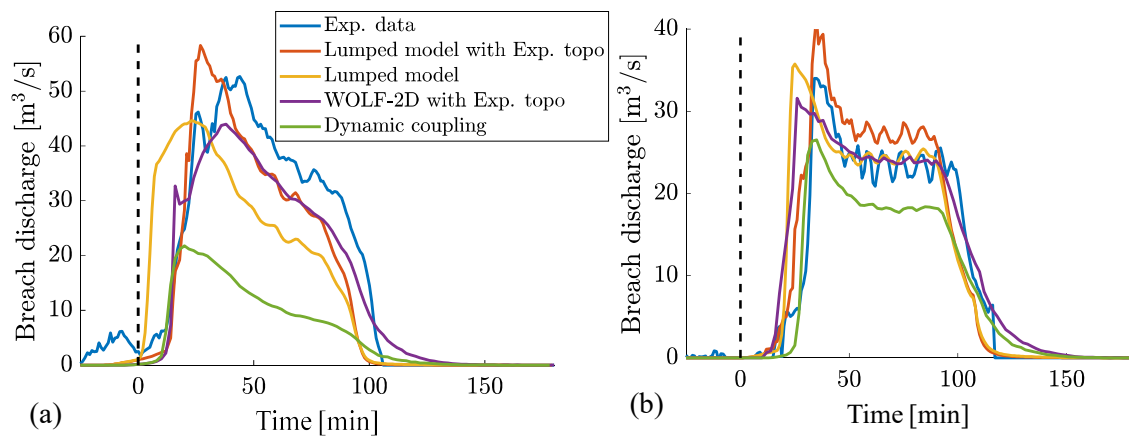 Exp. data
Lumped model with Exp. topo
Lumped model
WOLF-2D with Exp. topo
Dynamic coupling
Breach discharge [m³/s]
60
50
40
30
20
10
0
0
50
100
150
Time [min]
(a)
Breach discharge [m³/s]
40
30
20
10
0
0
50
100
150
Time [min]
(b)